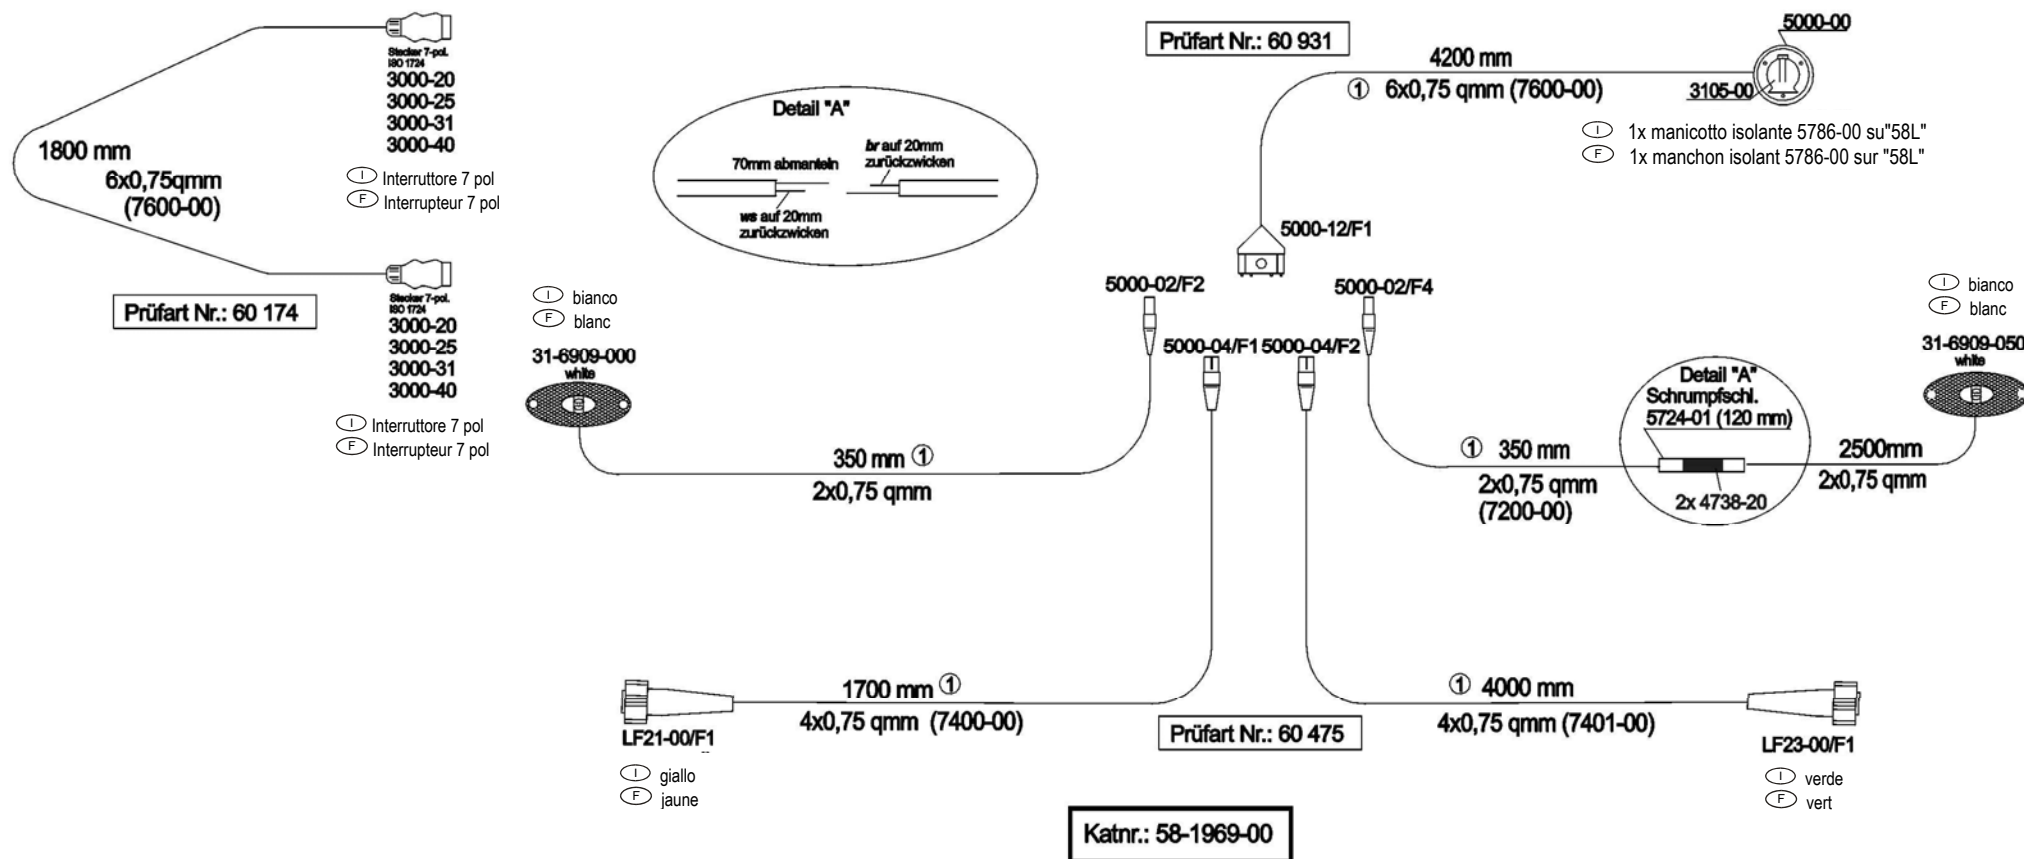 Stecker 7-pol.
ISO 1724
3000-20
3000-25
3000-31
3000-40
I Interruttore 7 pol
F Interrupteur 7 pol
1800 mm
6x0,75qmm
(7600-00)
Stecker 7-pol.
ISO 1724
3000-20
3000-25
3000-31
3000-40
I Interruttore 7 pol
F Interrupteur 7 pol
Prüfart Nr.: 60 174
Detail "A"
70mm abmanteln
br auf 20mm
zurückzwicken
ws auf 20mm
zurückzwicken
Prüfart Nr.: 60 931
4200 mm
① 6x0,75 qmm (7600-00)
5000-00
3105-00
I 1x manicotto isolante 5786-00 su"58L"
F 1x manchon isolant 5786-00 sur "58L"
5000-12/F1
5000-02/F2
5000-02/F4
5000-04/F1 5000-04/F2
I bianco
F blanc
31-6909-000
white
350 mm ①
2x0,75 qmm
① 350 mm
2x0,75 qmm
(7200-00)
Detail "A"
Schrumpfschl.
5724-01 (120 mm)
2x 4738-20
2500mm
2x0,75 qmm
I bianco
F blanc
31-6909-050
white
1700 mm ①
4x0,75 qmm (7400-00)
LF21-00/F1
I giallo
F jaune
Prüfart Nr.: 60 475
① 4000 mm
4x0,75 qmm (7401-00)
LF23-00/F1
I verde
F vert
Katnr.: 58-1969-00